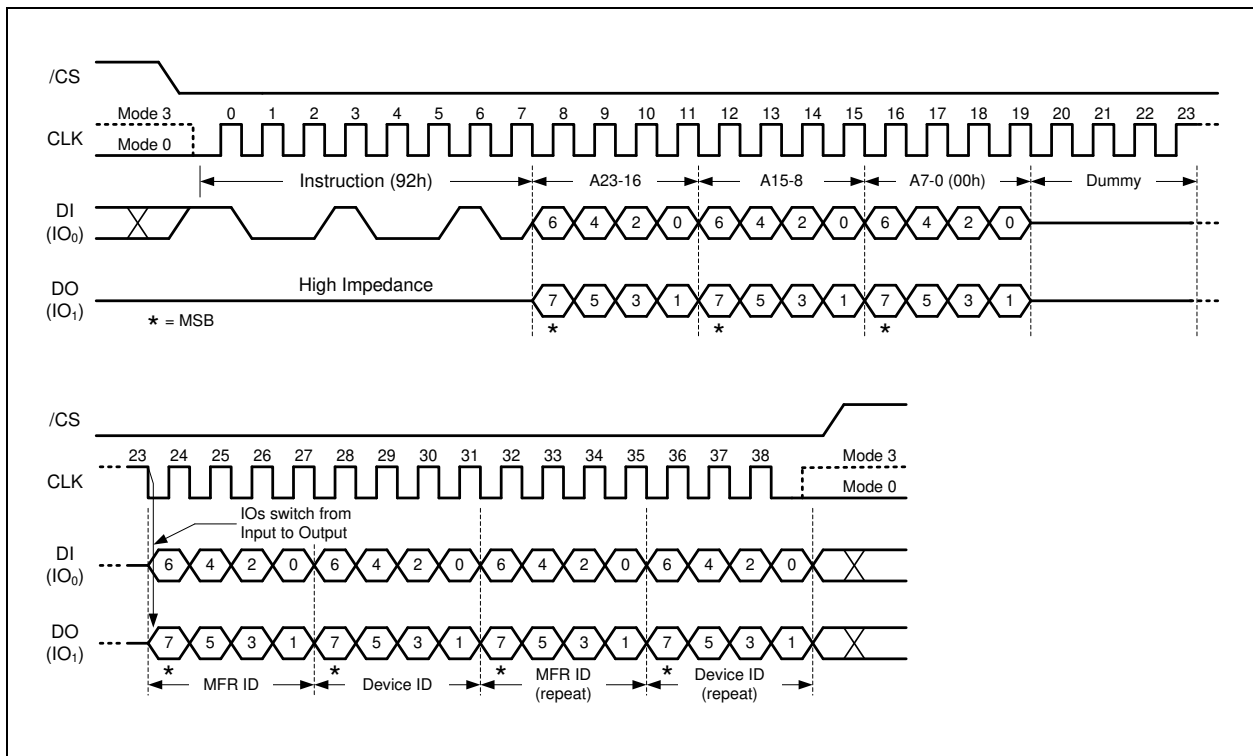 /CS
Mode 3
0 1 2 3 4 5 6 7 8 9 10 11 12 13 14 15 16 17 18 19 20 21 22 23
CLK
Mode 0
Instruction (92h) A23-16 A15-8 A7-0 (00h) Dummy
DI
(IO0)
6 4 2 0 6 4 2 0 6 4 2 0
High Impedance
DO
(IO1)
7 5 3 1 7 5 3 1 7 5 3 1
* = MSB
* * *
/CS
23 24 25 26 27 28 29 30 31 32 33 34 35 36 37 38
Mode 3
CLK
Mode 0
IOs switch from
Input to Output
DI
(IO0)
6 4 2 0 6 4 2 0 6 4 2 0 6 4 2 0
DO
(IO1)
7 5 3 1 7 5 3 1 7 5 3 1 7 5 3 1
* * * *
MFR ID Device ID MFR ID
(repeat)
Device ID
(repeat)